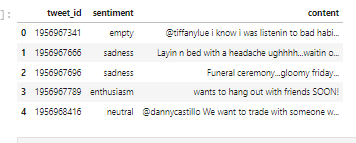 ]:
tweet_id sentiment content
0 1956967341 empty @tiffanylue i know i was listenin to bad habi...
1 1956967666 sadness Layin n bed with a headache ughhhh...waitin o...
2 1956967696 sadness Funeral ceremony...gloomy friday...
3 1956967789 enthusiasm wants to hang out with friends SOON!
4 1956968416 neutral @dannycastillo We want to trade with someone w...